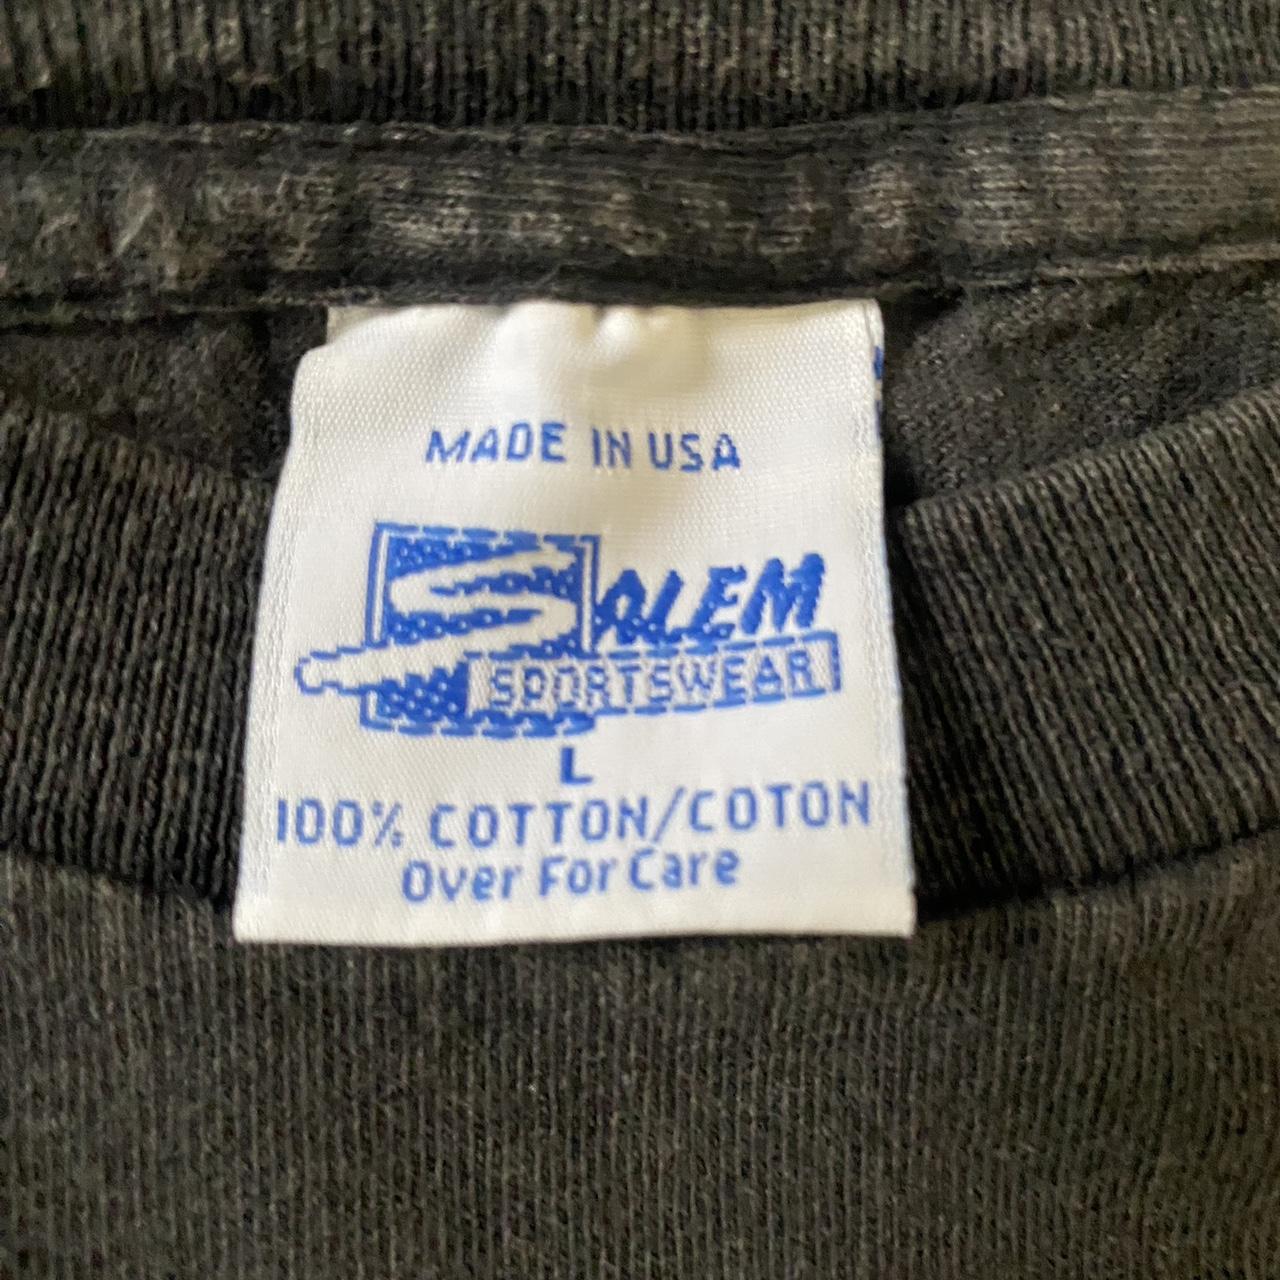 MADE IN USA
SALEM
SPORTSWEAR
L
100% COTTON/COTON
Over For Care